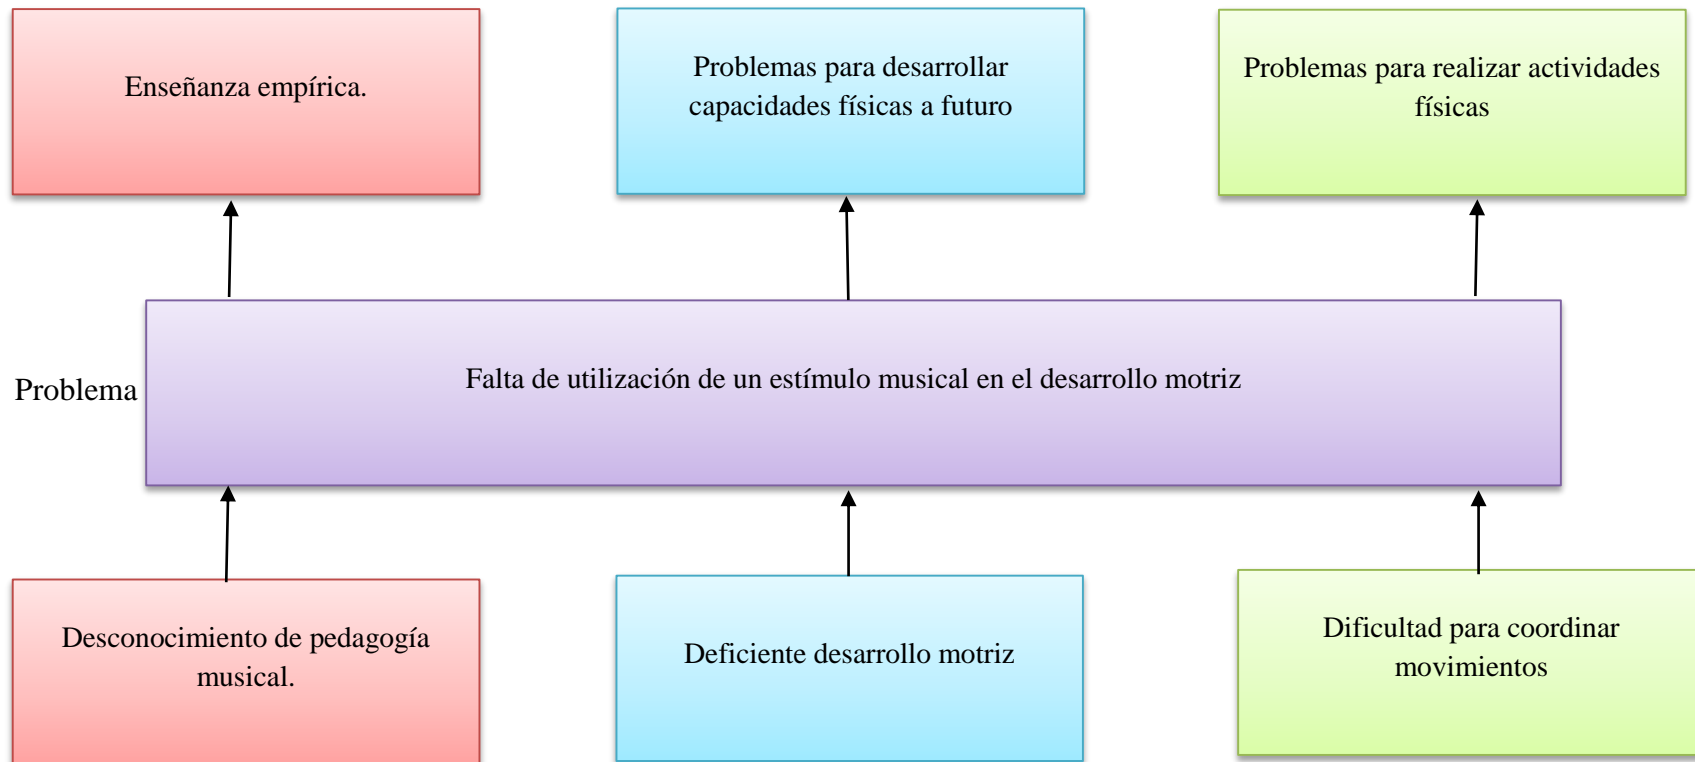 Enseñanza empírica.
Problemas para desarrollar
capacidades físicas a futuro
Problemas para realizar actividades
físicas
Problema
Falta de utilización de un estímulo musical en el desarrollo motriz
Desconocimiento de pedagogía
musical.
Deficiente desarrollo motriz
Dificultad para coordinar
movimientos